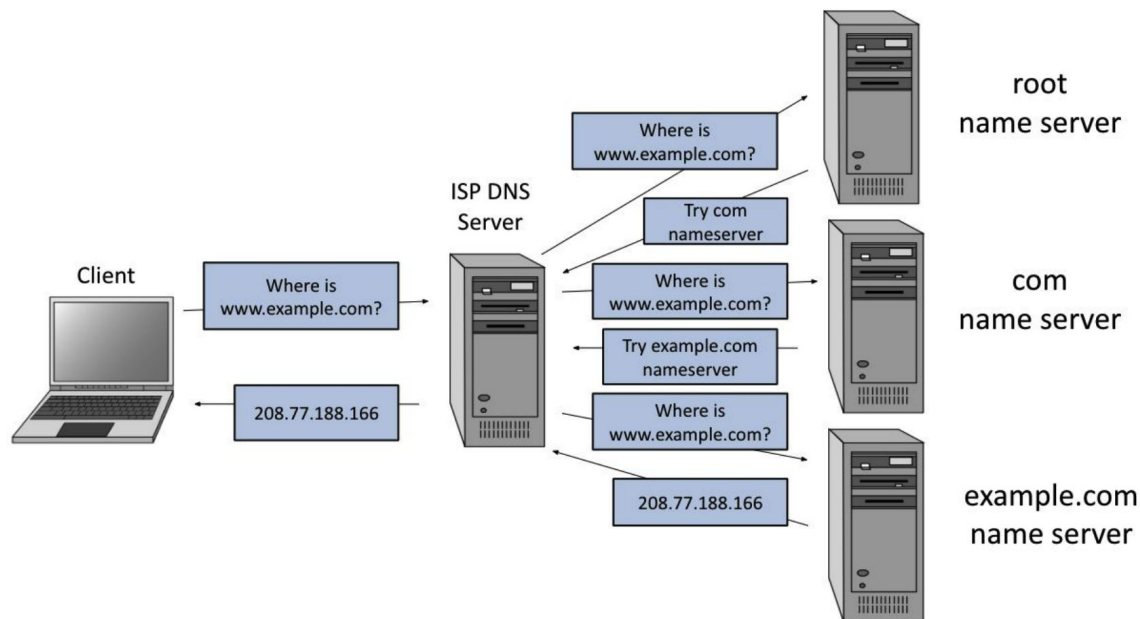 root
name server
Where is
www.example.com?
ISP DNS
Server
Try com
nameserver
Client
Where is
www.example.com?
Where is
www.example.com?
com
name server
Try example.com
nameserver
208.77.188.166
Where is
www.example.com?
208.77.188.166
example.com
name server